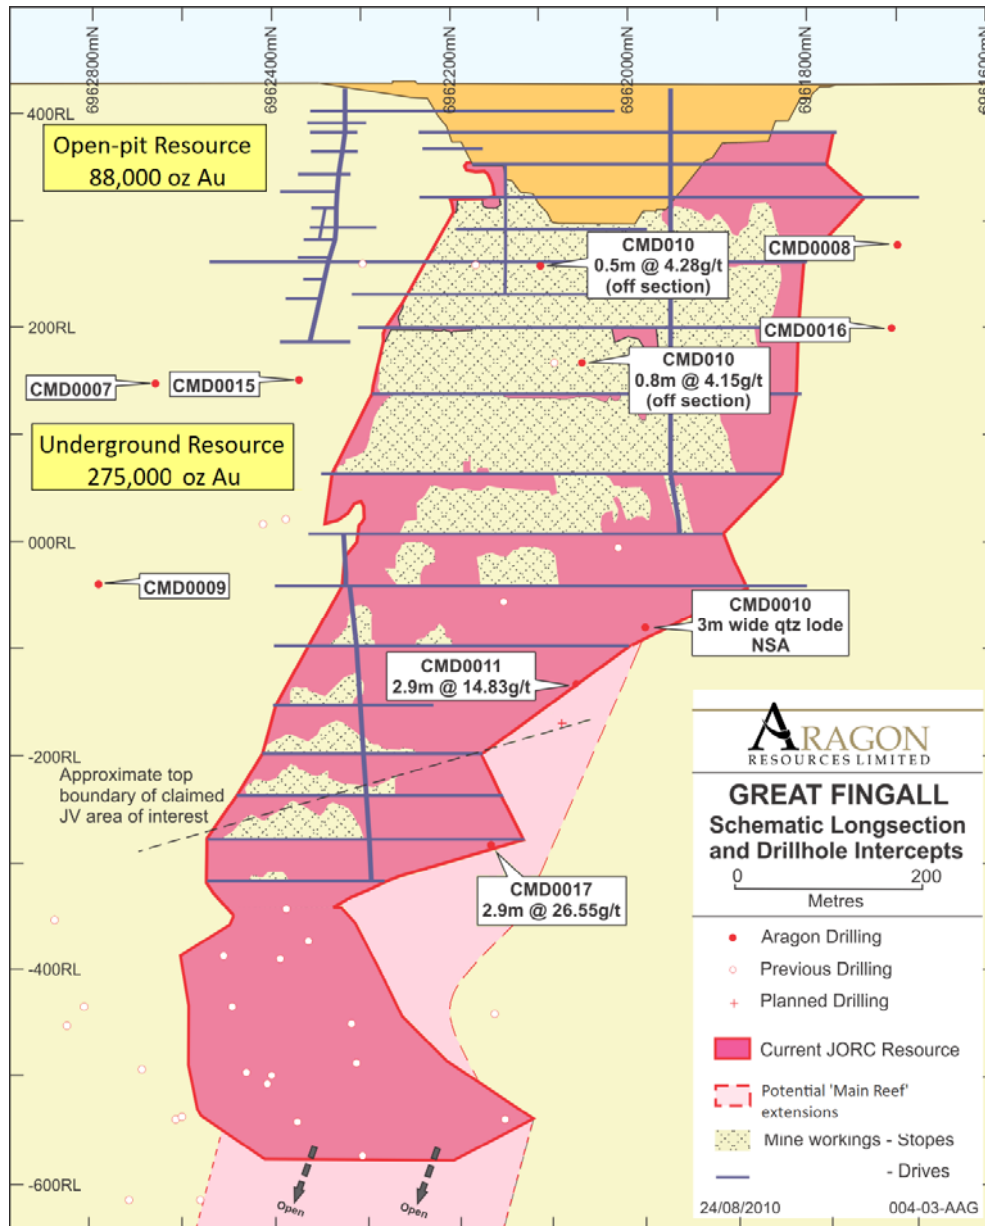 6962800mN
6962400mN
6962200mN
6962000mN
6961800mN
6961600mN
400RL
Open-pit Resource
88,000 oz Au
CMD010
0.5m @ 4.28g/t
(off section)
CMD0008
200RL
CMD0016
CMD010
0.8m @ 4.15g/t
(off section)
CMD0007
CMD0015
Underground Resource
275,000 oz Au
000RL
CMD0009
CMD0010
3m wide qtz lode
NSA
CMD0011
2.9m @ 14.83g/t
-200RL
Approximate top
boundary of claimed
JV area of interest
CMD0017
2.9m @ 26.55g/t
-400RL
-600RL
Open
Open
ARAGON
RESOURCES LIMITED
GREAT FINGALL
Schematic Longsection
and Drillhole Intercepts
0 200
Metres
Aragon Drilling
Previous Drilling
Planned Drilling
Current JORC Resource
Potential 'Main Reef'
extensions
Mine workings - Stopes
- Drives
24/08/2010 004-03-AAG